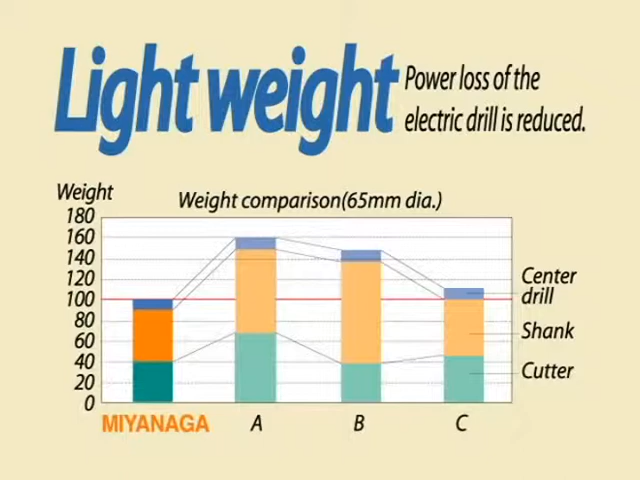 Light weight
Power loss of the
electric drill is reduced.
Weight
Weight comparison(65mm dia.)
180
160
140
120
100
80
60
40
20
0
Center
drill
Shank
Cutter
MIYANAGA A B C